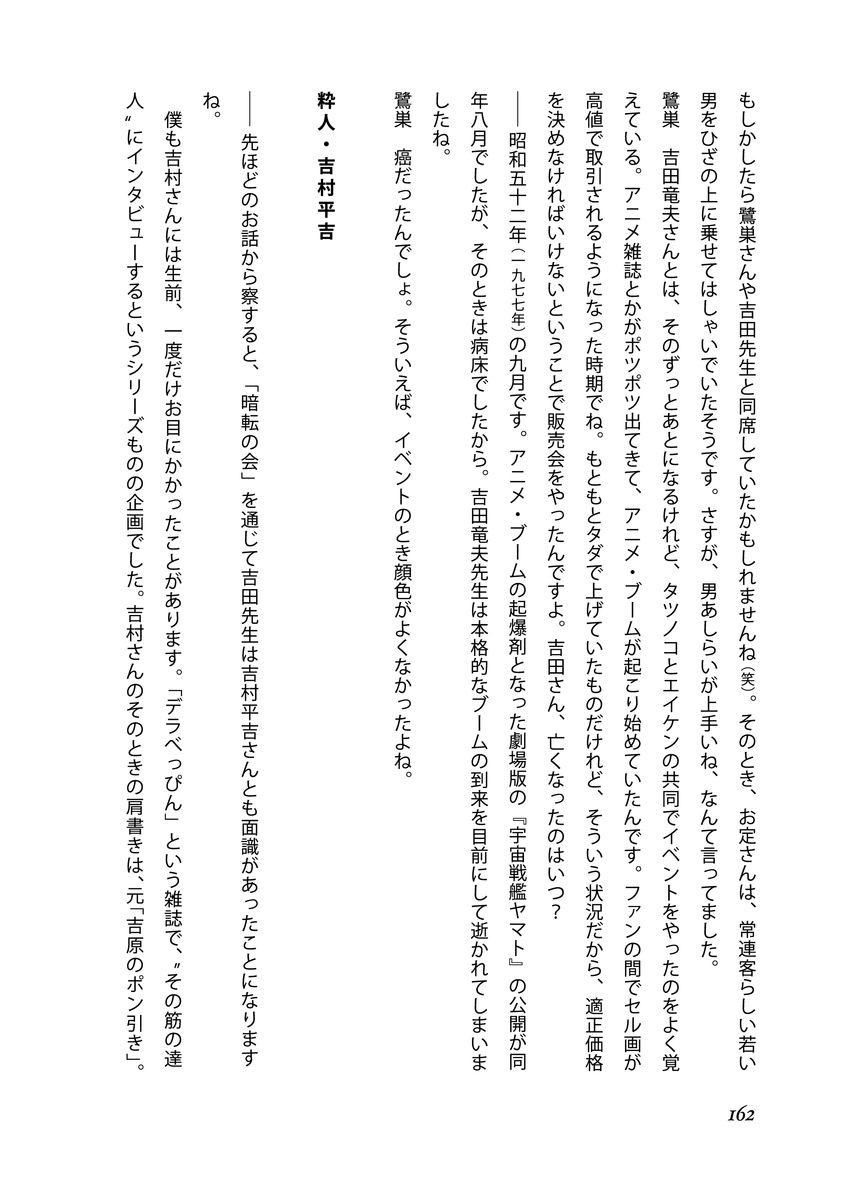 もしかしたら鷺巣さんや吉田先生と同席していたかもしれませんね（笑）。そのとき、お定さんは、常連客らしい若い
男をひざの上に乗せてはしゃいでいたそうです。さすが、男あしらいが上手いね、なんて言ってました。
鷺巣　吉田竜夫さんとは、そのずっとあとになるけれど、タツノコとエイケンの共同でイベントをやったのをよく覚
えている。アニメ雑誌とかがポツポツ出てきて、アニメ・ブームが起こり始めていたんです。ファンの間でセル画が
高値で取引されるようになった時期でね。もともとタダで上げていたものだけれど、そういう状況だから、適正価格
を決めなければいけないということで販売会をやったんですよ。吉田さん、亡くなったのはいつ？
――昭和五十二年（一九七七年）の九月です。アニメ・ブームの起爆剤となった劇場版の『宇宙戦艦ヤマト』の公開が同
年八月でしたが、そのときは病床でしたから。吉田竜夫先生は本格的なブームの到来を目前にして逝かれてしまいま
したね。
鷺巣　癌だったんでしょ。そういえば、イベントのとき顔色がよくなかったよね。
粋人・吉村平吉
――先ほどのお話から察すると、「暗転の会」を通じて吉田先生は吉村平吉さんとも面識があったことになります
ね。
　僕も吉村さんには生前、一度だけお目にかかったことがあります。「デラべっぴん」という雑誌で、〝その筋の達
人〟にインタビューするというシリーズものの企画でした。吉村さんのそのときの肩書きは、元「吉原のポン引き」。
162